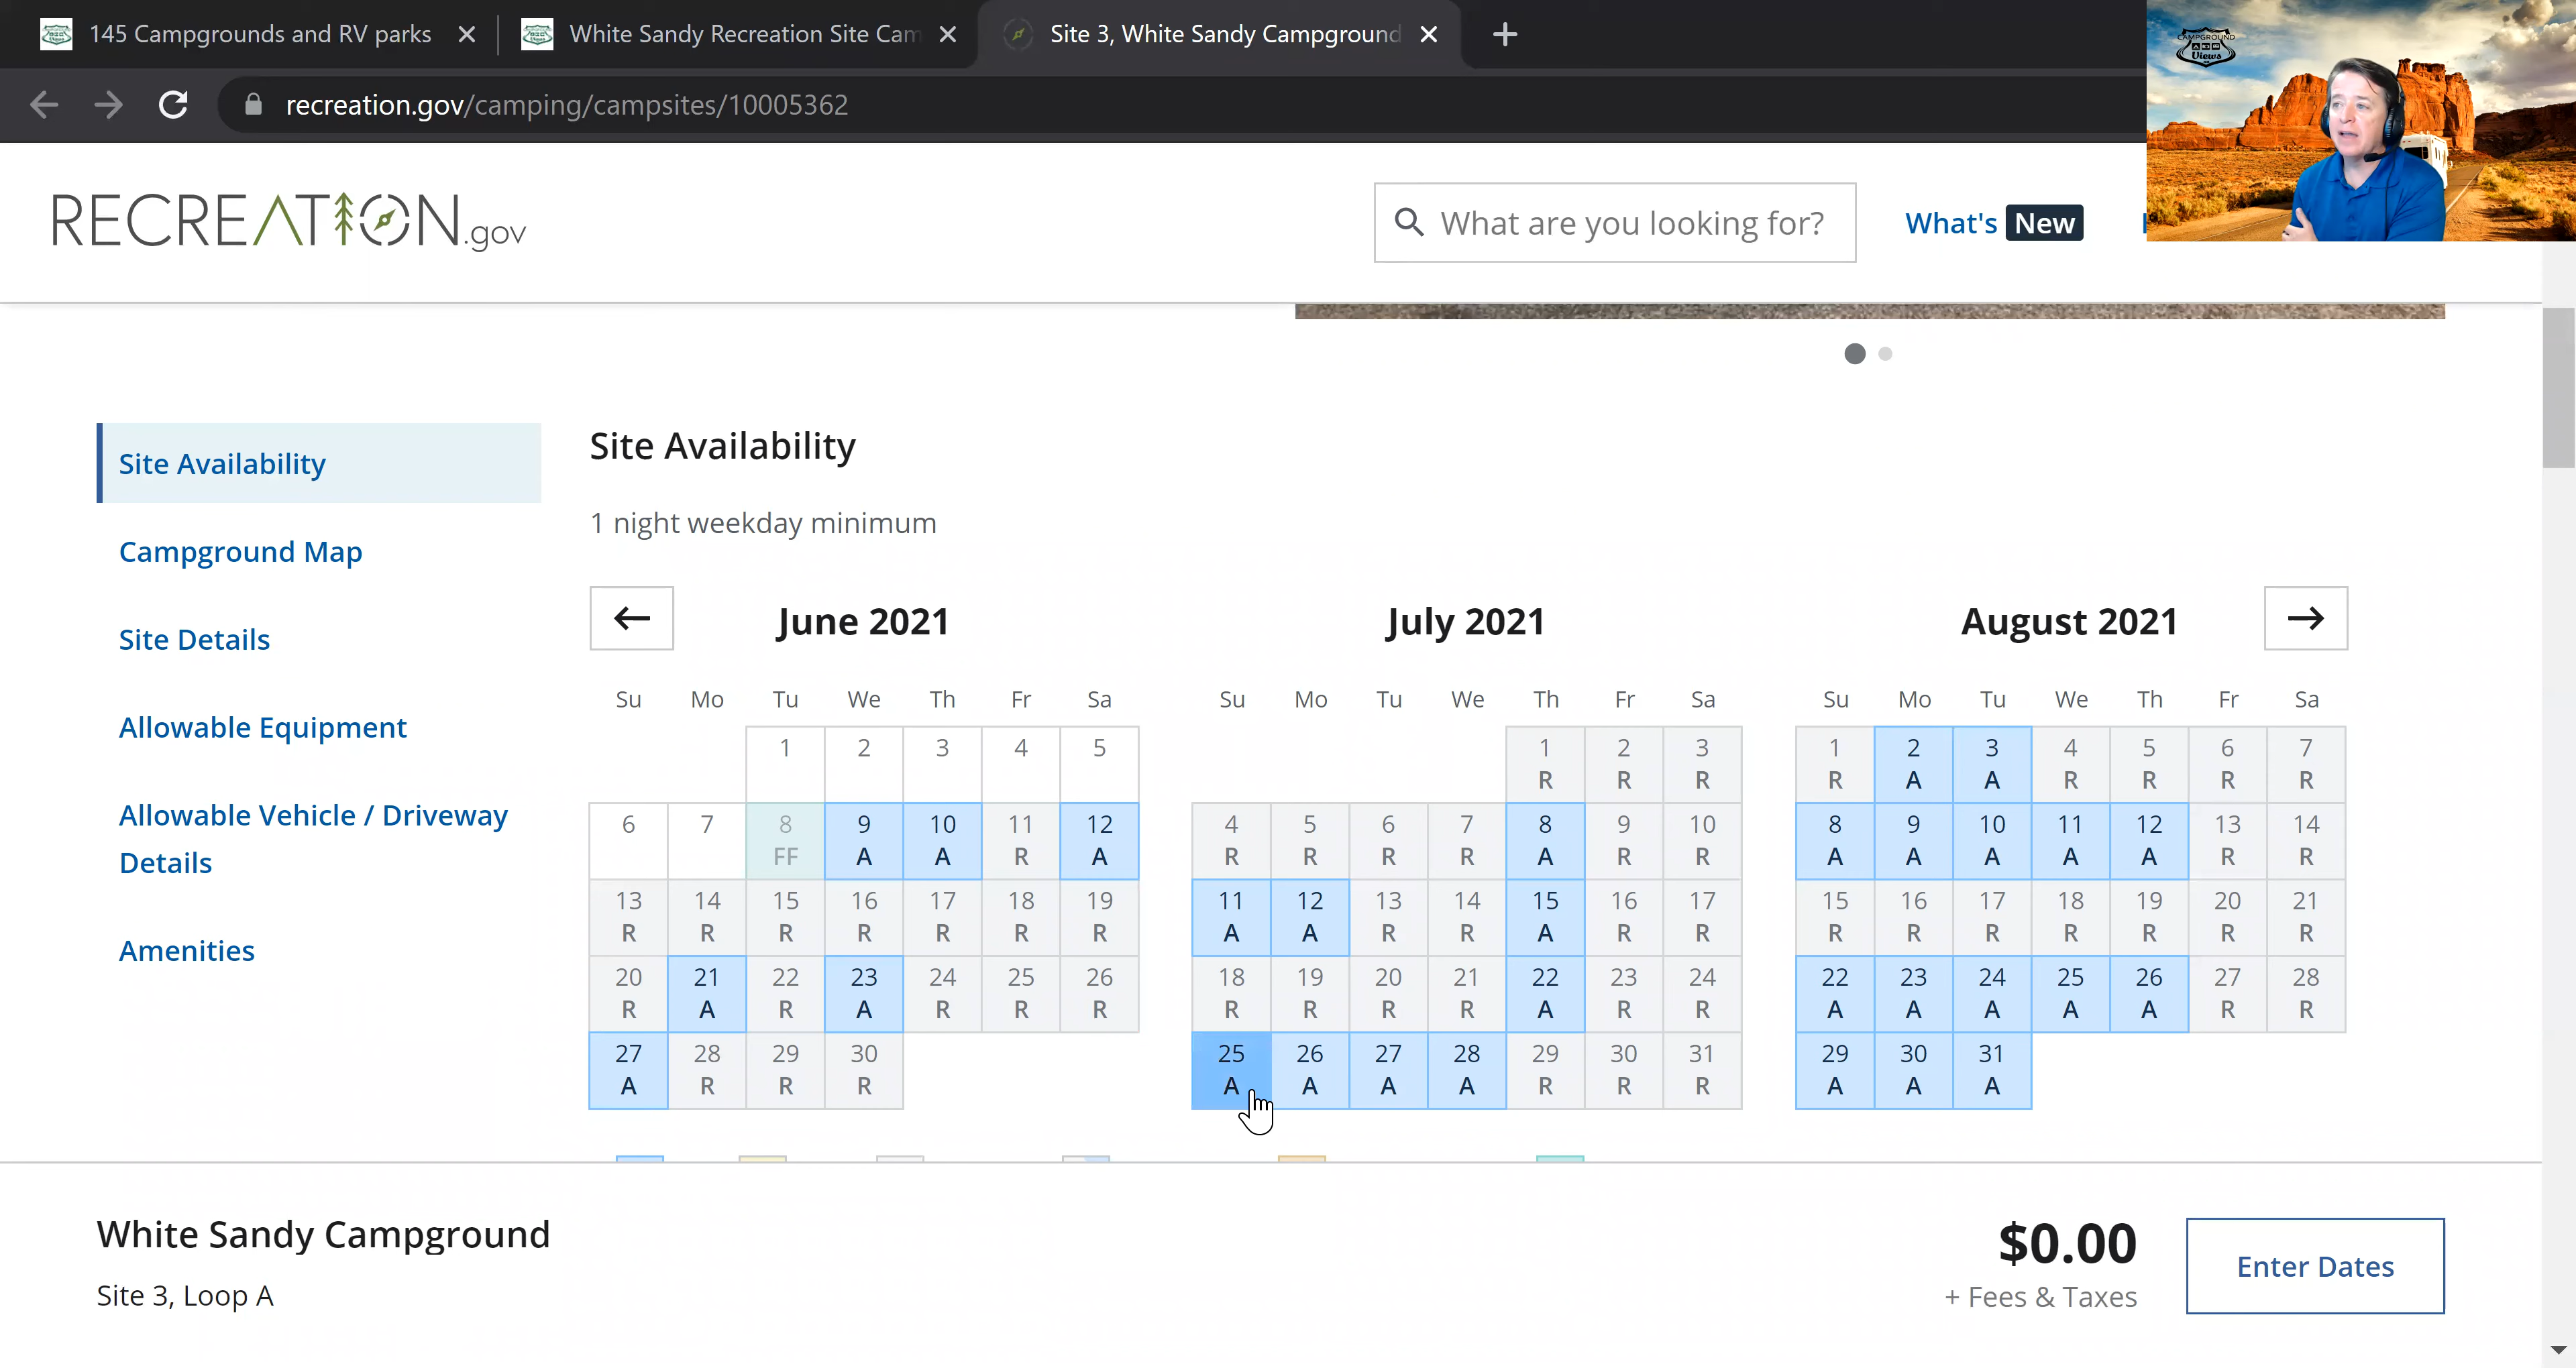 145 Campgrounds and RV parks
White Sandy Recreation Site Cam
Site 3, White Sandy Campground
recreation.gov/camping/campsites/10005362
CAMPGROUND
Views
RECREATION.gov
What are you looking for?
What's New
Site Availability
Campground Map
Site Details
Allowable Equipment
Allowable Vehicle / Driveway
Details
Amenities
Site Availability
1 night weekday minimum
June 2021
Su Mo Tu We Th Fr Sa
1 2 3 4 5
6 7 8 9 10 11 12
FF A A R A
13 14 15 16 17 18 19
R R R R R R R
20 21 22 23 24 25 26
R A R A R R R
27 28 29 30
A R R R
July 2021
Su Mo Tu We Th Fr Sa
1 2 3
R R R
4 5 6 7 8 9 10
R R R R A R R
11 12 13 14 15 16 17
A A R R A R R
18 19 20 21 22 23 24
R R R R A R R
25 26 27 28 29 30 31
A A A A R R R
August 2021
Su Mo Tu We Th Fr Sa
1 2 3 4 5 6 7
R A A R R R R
8 9 10 11 12 13 14
A A A A A R R
15 16 17 18 19 20 21
R R R R R R R
22 23 24 25 26 27 28
A A A A A R R
29 30 31
A A A
White Sandy Campground
Site 3, Loop A
$0.00
+ Fees & Taxes
Enter Dates